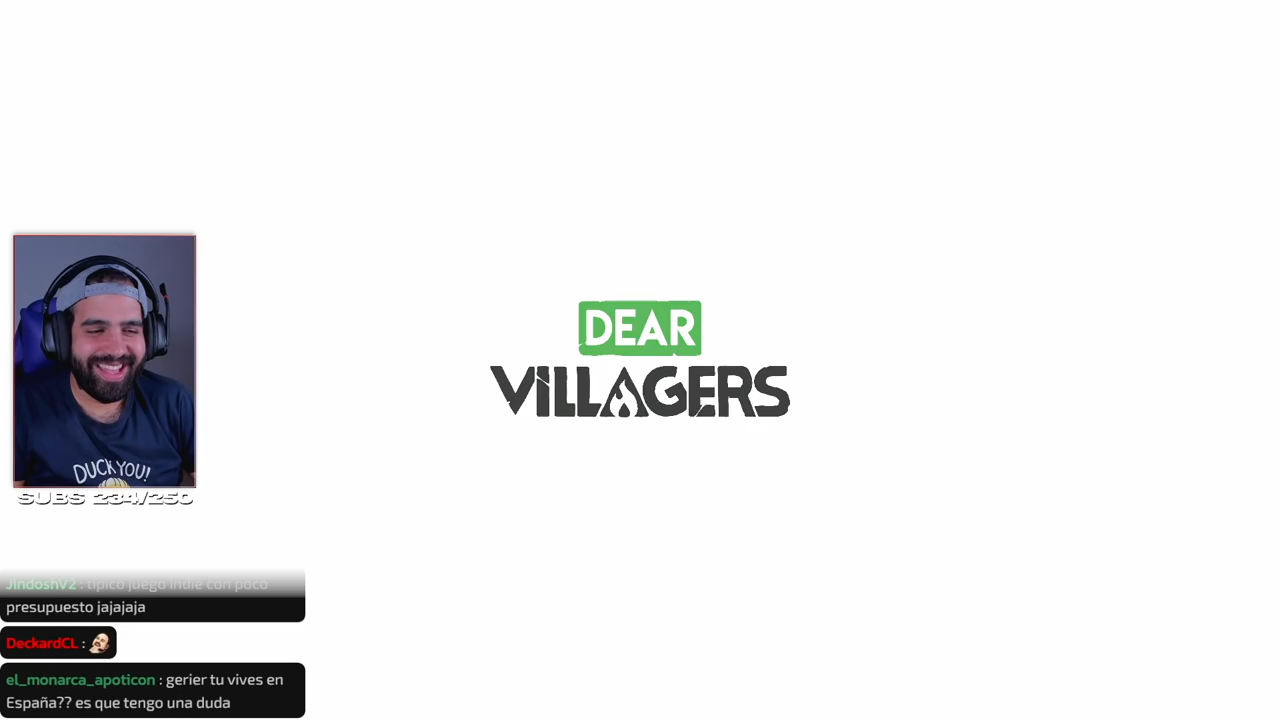 DEAR
VILLAGERS
DUCK YOU!
SUBS 234/250
JindoshV2 : típico juego indie con poco
presupuesto jajajaja
DeckardCL :
el_monarca_apoticon : gerier tu vives en
España?? es que tengo una duda